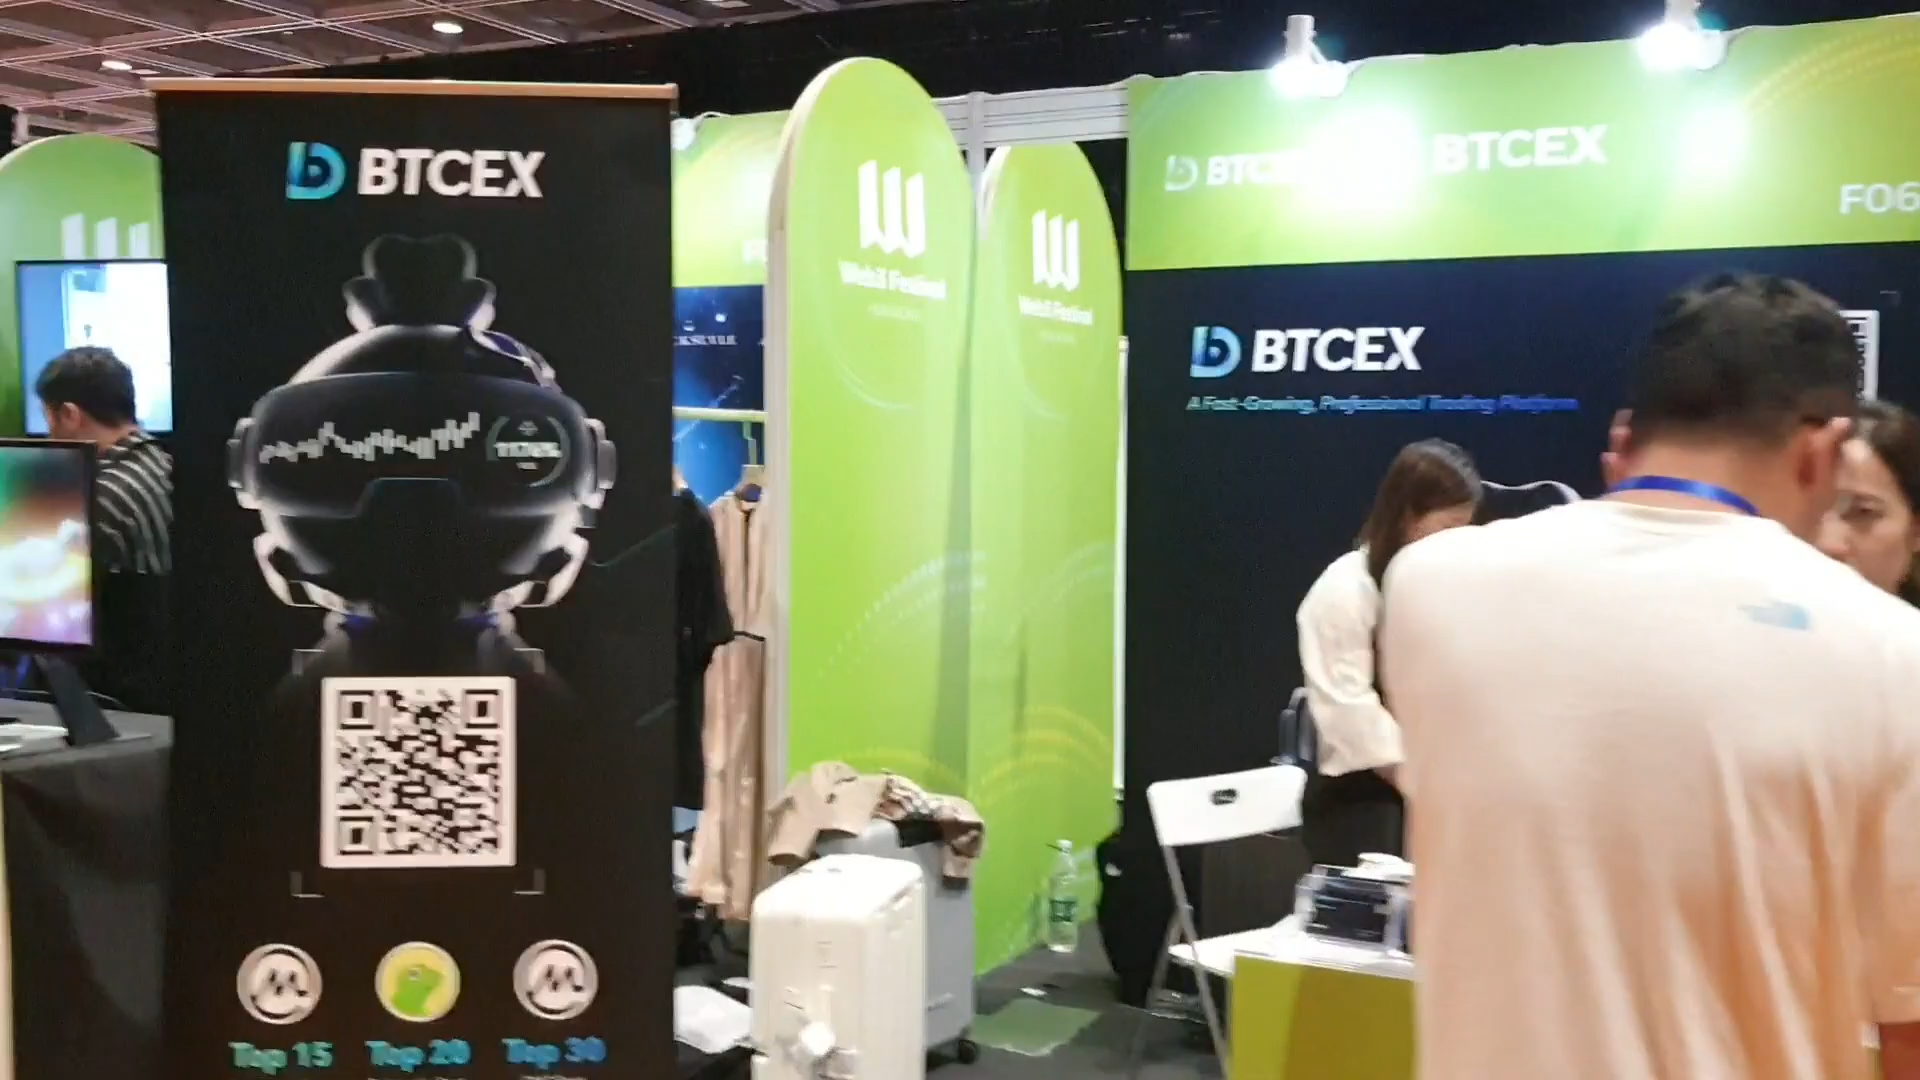 BTCEX
Top 15
Top 20
Top 30
Web3 Festival
Web3 Festival
BTCEX
F06
BTCEX
A Fast-Growing, Professional Trading Platform